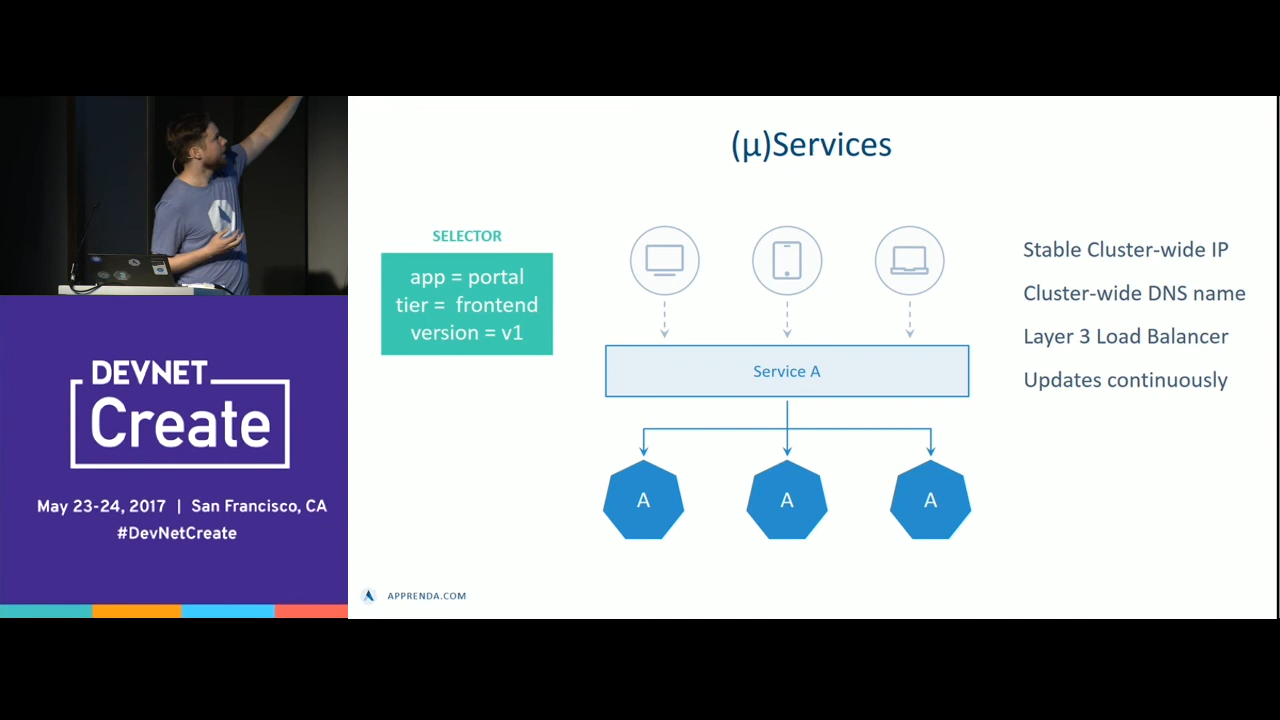 (µ)Services
SELECTOR
app = portal
tier = frontend
version = v1
Service A
A
A
A
Stable Cluster-wide IP
Cluster-wide DNS name
Layer 3 Load Balancer
Updates continuously
APPRENDA.COM
DEVNET
Create
May 23-24, 2017 | San Francisco, CA
#DevNetCreate